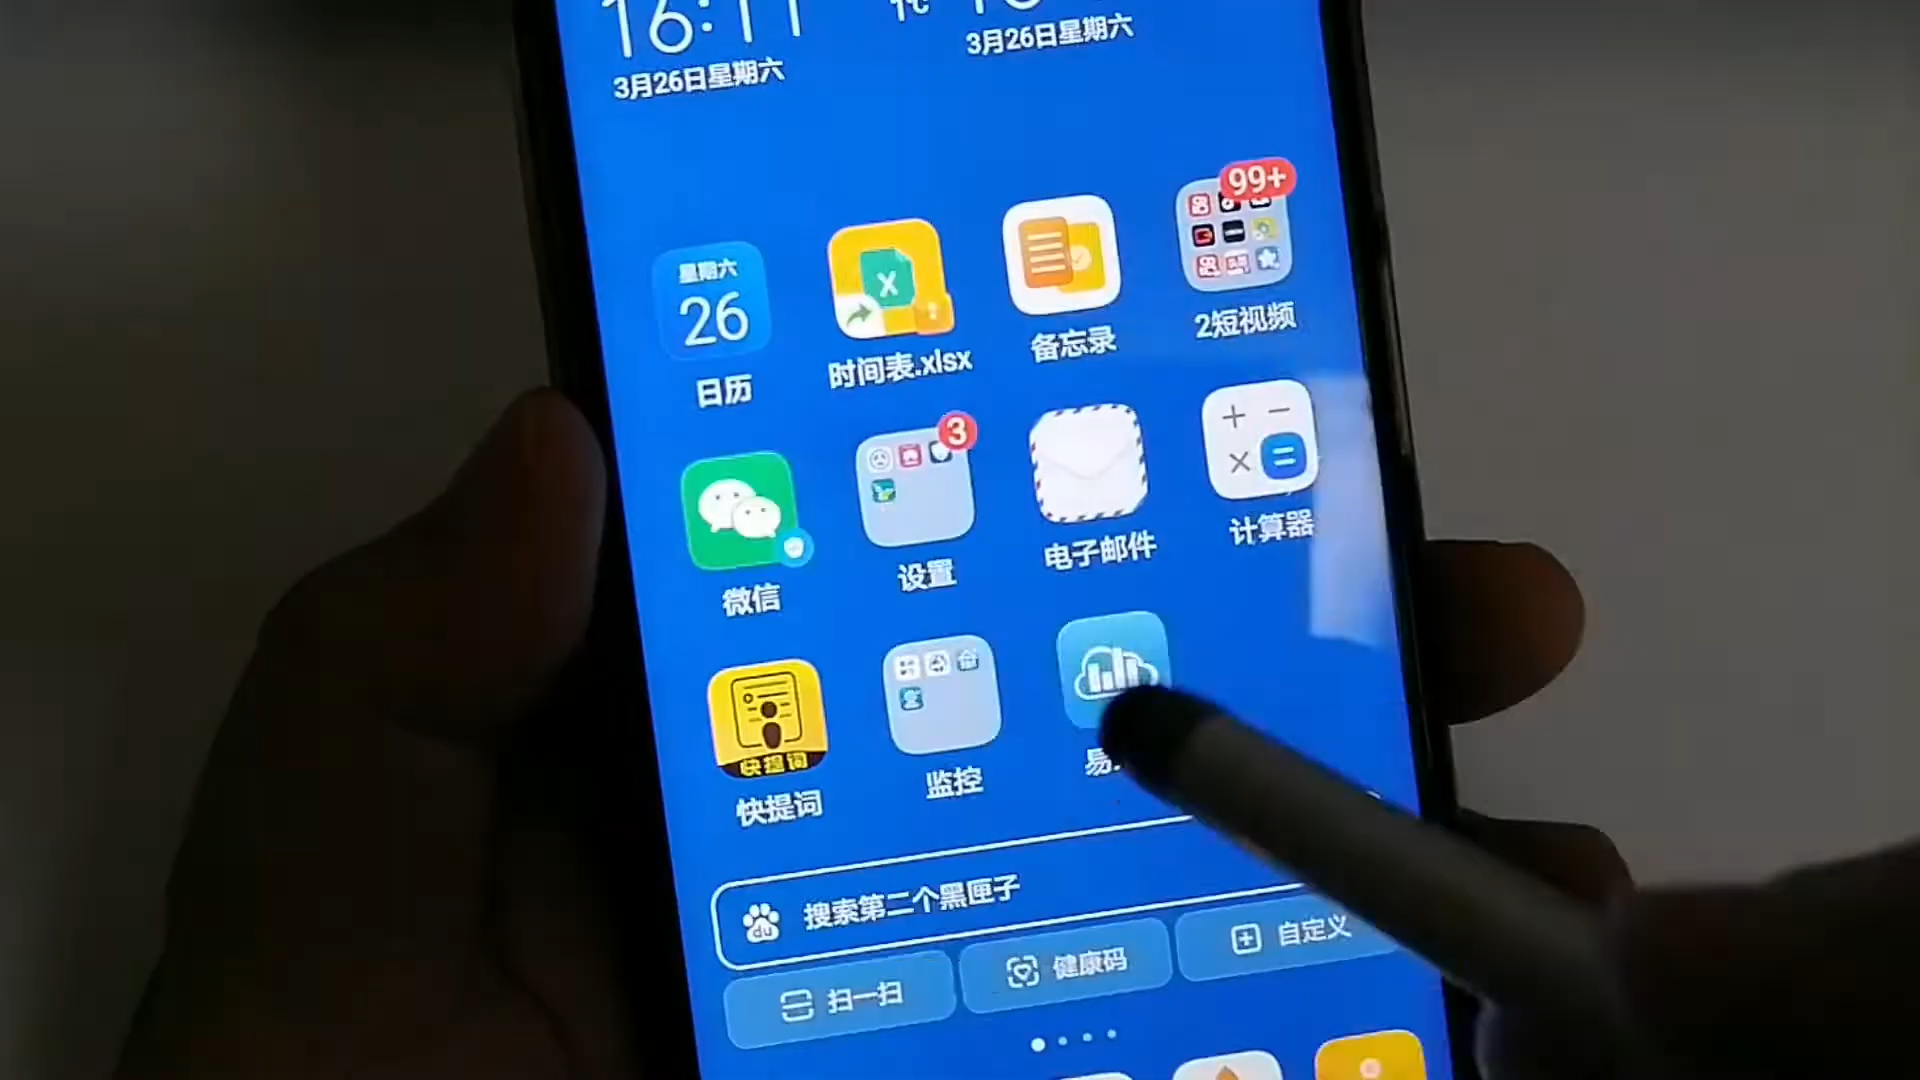 16:11
3月26日星期六
3月26日星期六
99+
星期六
26
日历
时间表.xlsx
备忘录
2短视频
3
微信
设置
电子邮件
计算器
快提词
快提词
监控
易
du
搜索第二个黑匣子
扫一扫
健康码
自定义